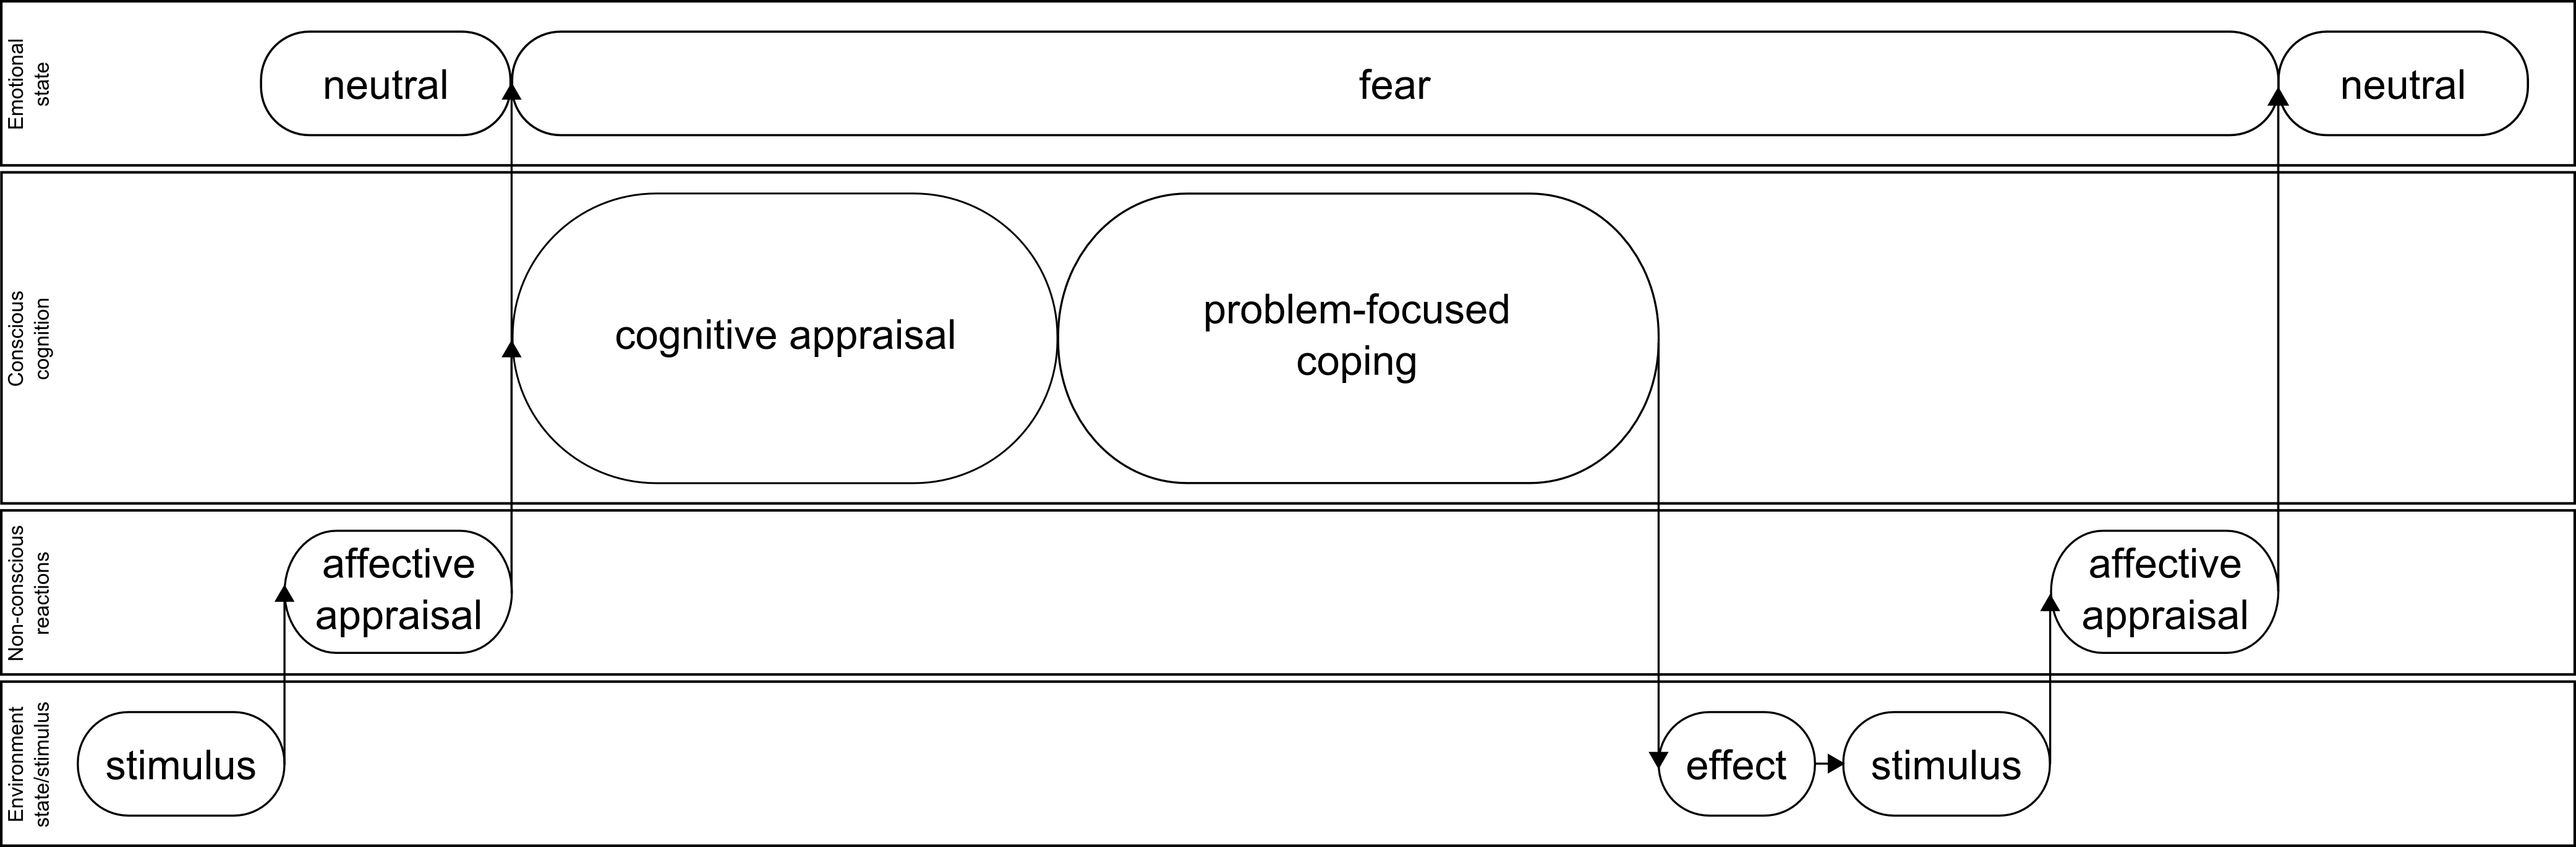 Emotional
state
neutral
fear
neutral
Conscious
cognition
cognitive appraisal
problem-focused
coping
Non-conscious
reactions
affective
appraisal
affective
appraisal
Environment
state/stimulus
stimulus
effect
stimulus